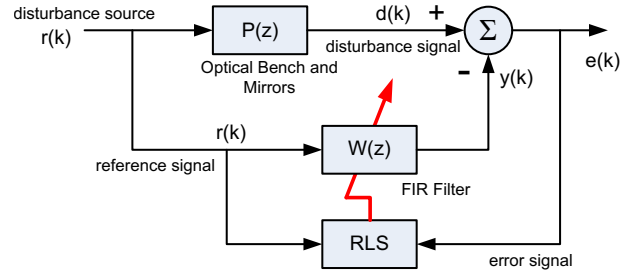 disturbance source
r(k)
P(z)
d(k)
+
Σ
disturbance signal
e(k)
Optical Bench and
Mirrors
-
y(k)
r(k)
reference signal
W(z)
FIR Filter
RLS
error signal